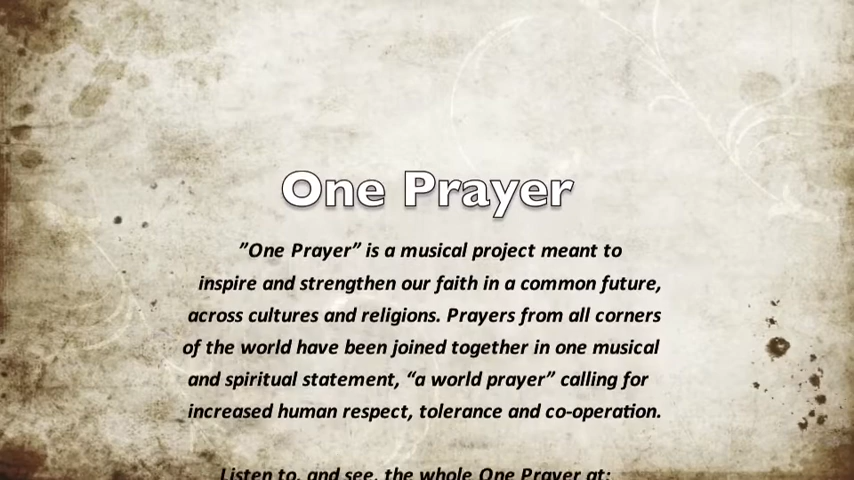 One Prayer
”One Prayer” is a musical project meant to
inspire and strengthen our faith in a common future,
across cultures and religions. Prayers from all corners
of the world have been joined together in one musical
and spiritual statement, “a world prayer” calling for
increased human respect, tolerance and co-operation.
Listen to, and see, the whole One Prayer at: